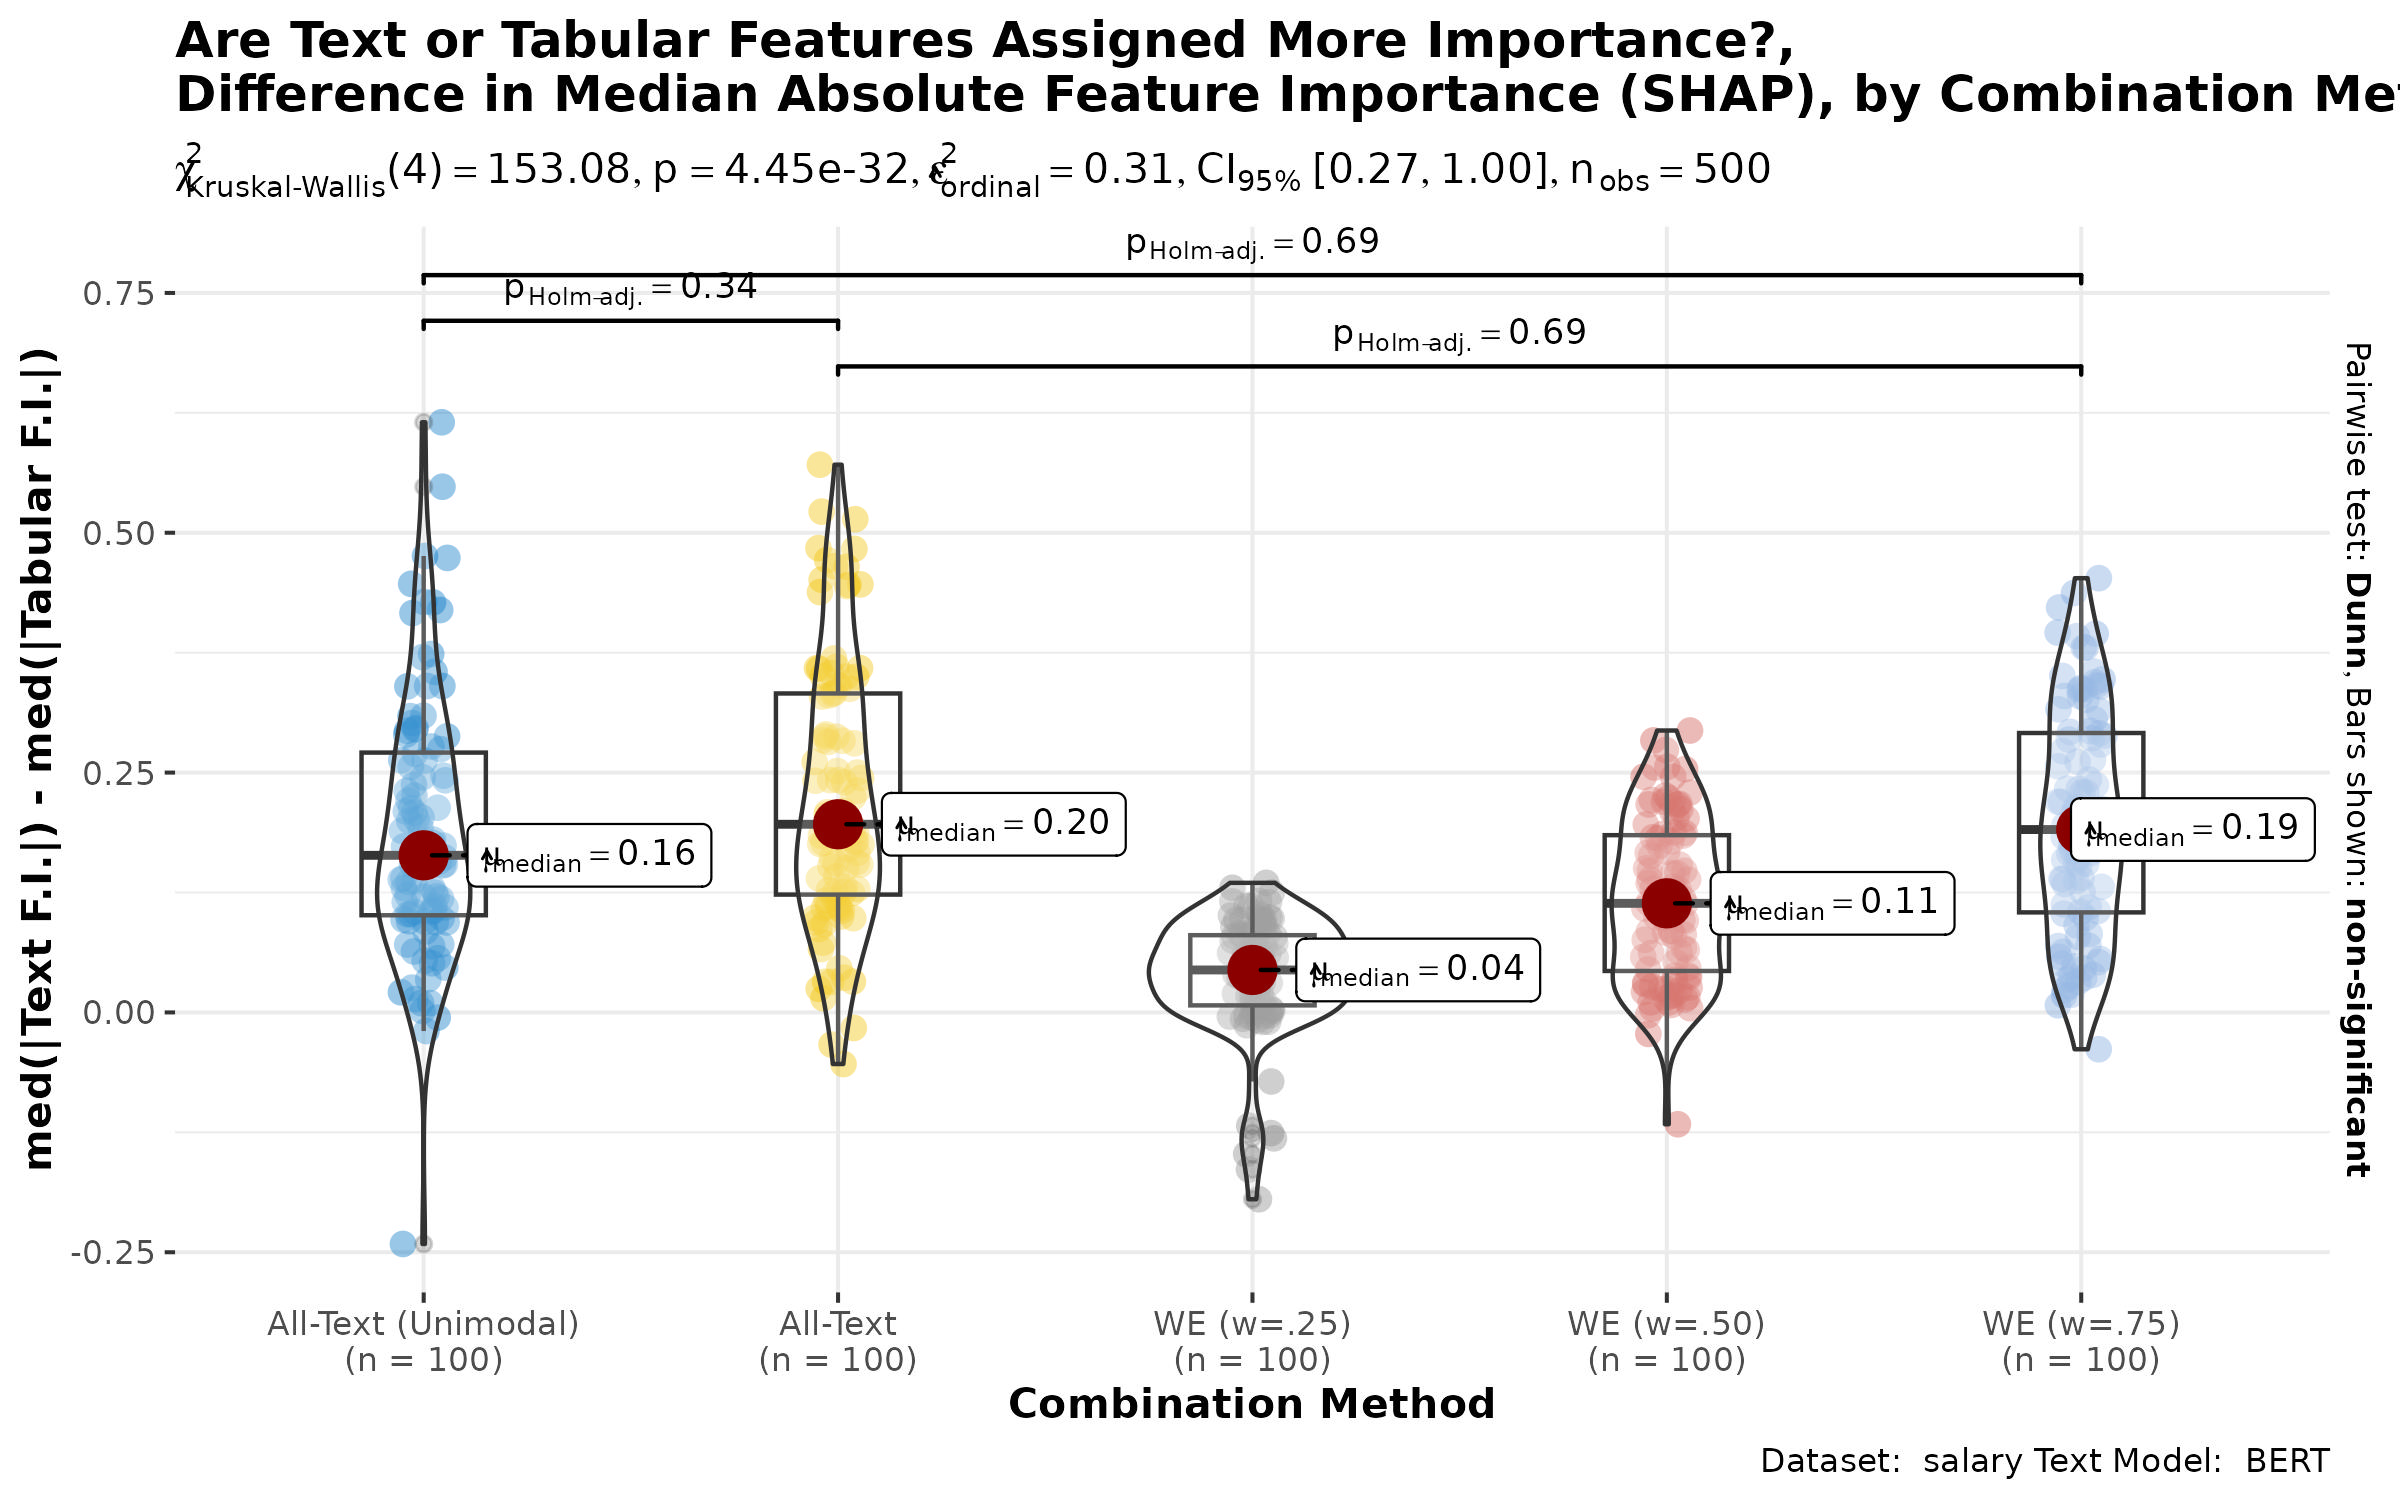 Are Text or Tabular Features Assigned More Importance?,
Difference in Median Absolute Feature Importance (SHAP), by Combination Met
χ²Kruskal-Wallis(4) = 153.08, p = 4.45e-32, ε̂²ordinal = 0.31, CI95% [0.27, 1.00], nobs = 500
pHolm-adj. = 0.69
pHolm-adj. = 0.34
pHolm-adj. = 0.69
0.75
0.50
0.25
0.00
-0.25
med(|Text F.I.|) - med(|Tabular F.I.|)
μ̂median = 0.16
μ̂median = 0.20
μ̂median = 0.04
μ̂median = 0.11
μ̂median = 0.19
Pairwise test: Dunn, Bars shown: non-significant
All-Text (Unimodal)
(n = 100)
All-Text
(n = 100)
WE (w=.25)
(n = 100)
WE (w=.50)
(n = 100)
WE (w=.75)
(n = 100)
Combination Method
Dataset: salary Text Model: BERT